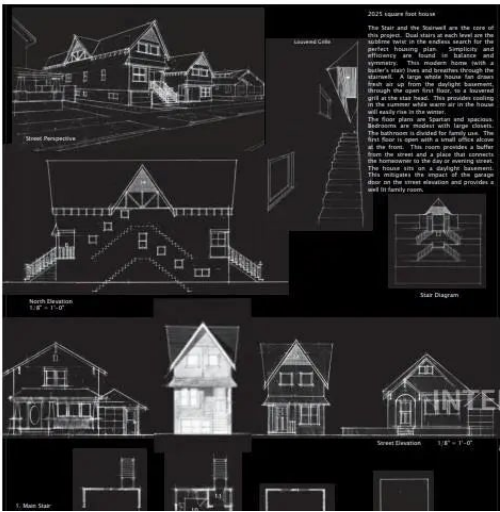 2025 square foot house
The Stair and the Stairwell are the core of
this project. Dual stairs at each level are the
sublime twist in the endless search for the
perfect housing plan. Simplicity and
efficiency are found in balance and
symmetry. This modern home (with a
butler's stair) lives and breathes through the
stairwell. A large whole house fan draws
fresh air up from the daylight basement,
through the open first floor, to a louvered
grill at the stair head. This provides cooling
in the summer while warm air in the house
will easily rise in the winter.
The floor plans are Spartan and spacious.
Bedrooms are modest with large closets.
The bathroom is divided for family use. The
first floor is open with a small office alcove
at the front. This room provides a buffer
from the street and a place that connects
the homeowner to the day or evening street.
The house sits on a daylight basement.
This mitigates the impact of the garage
door on the street elevation and provides a
well lit family room.
Louvered Grille
Street Perspective
Stair Diagram
North Elevation
1/8" = 1'-0"
Street Elevation 1/8" = 1'-0"
1. Main Stair